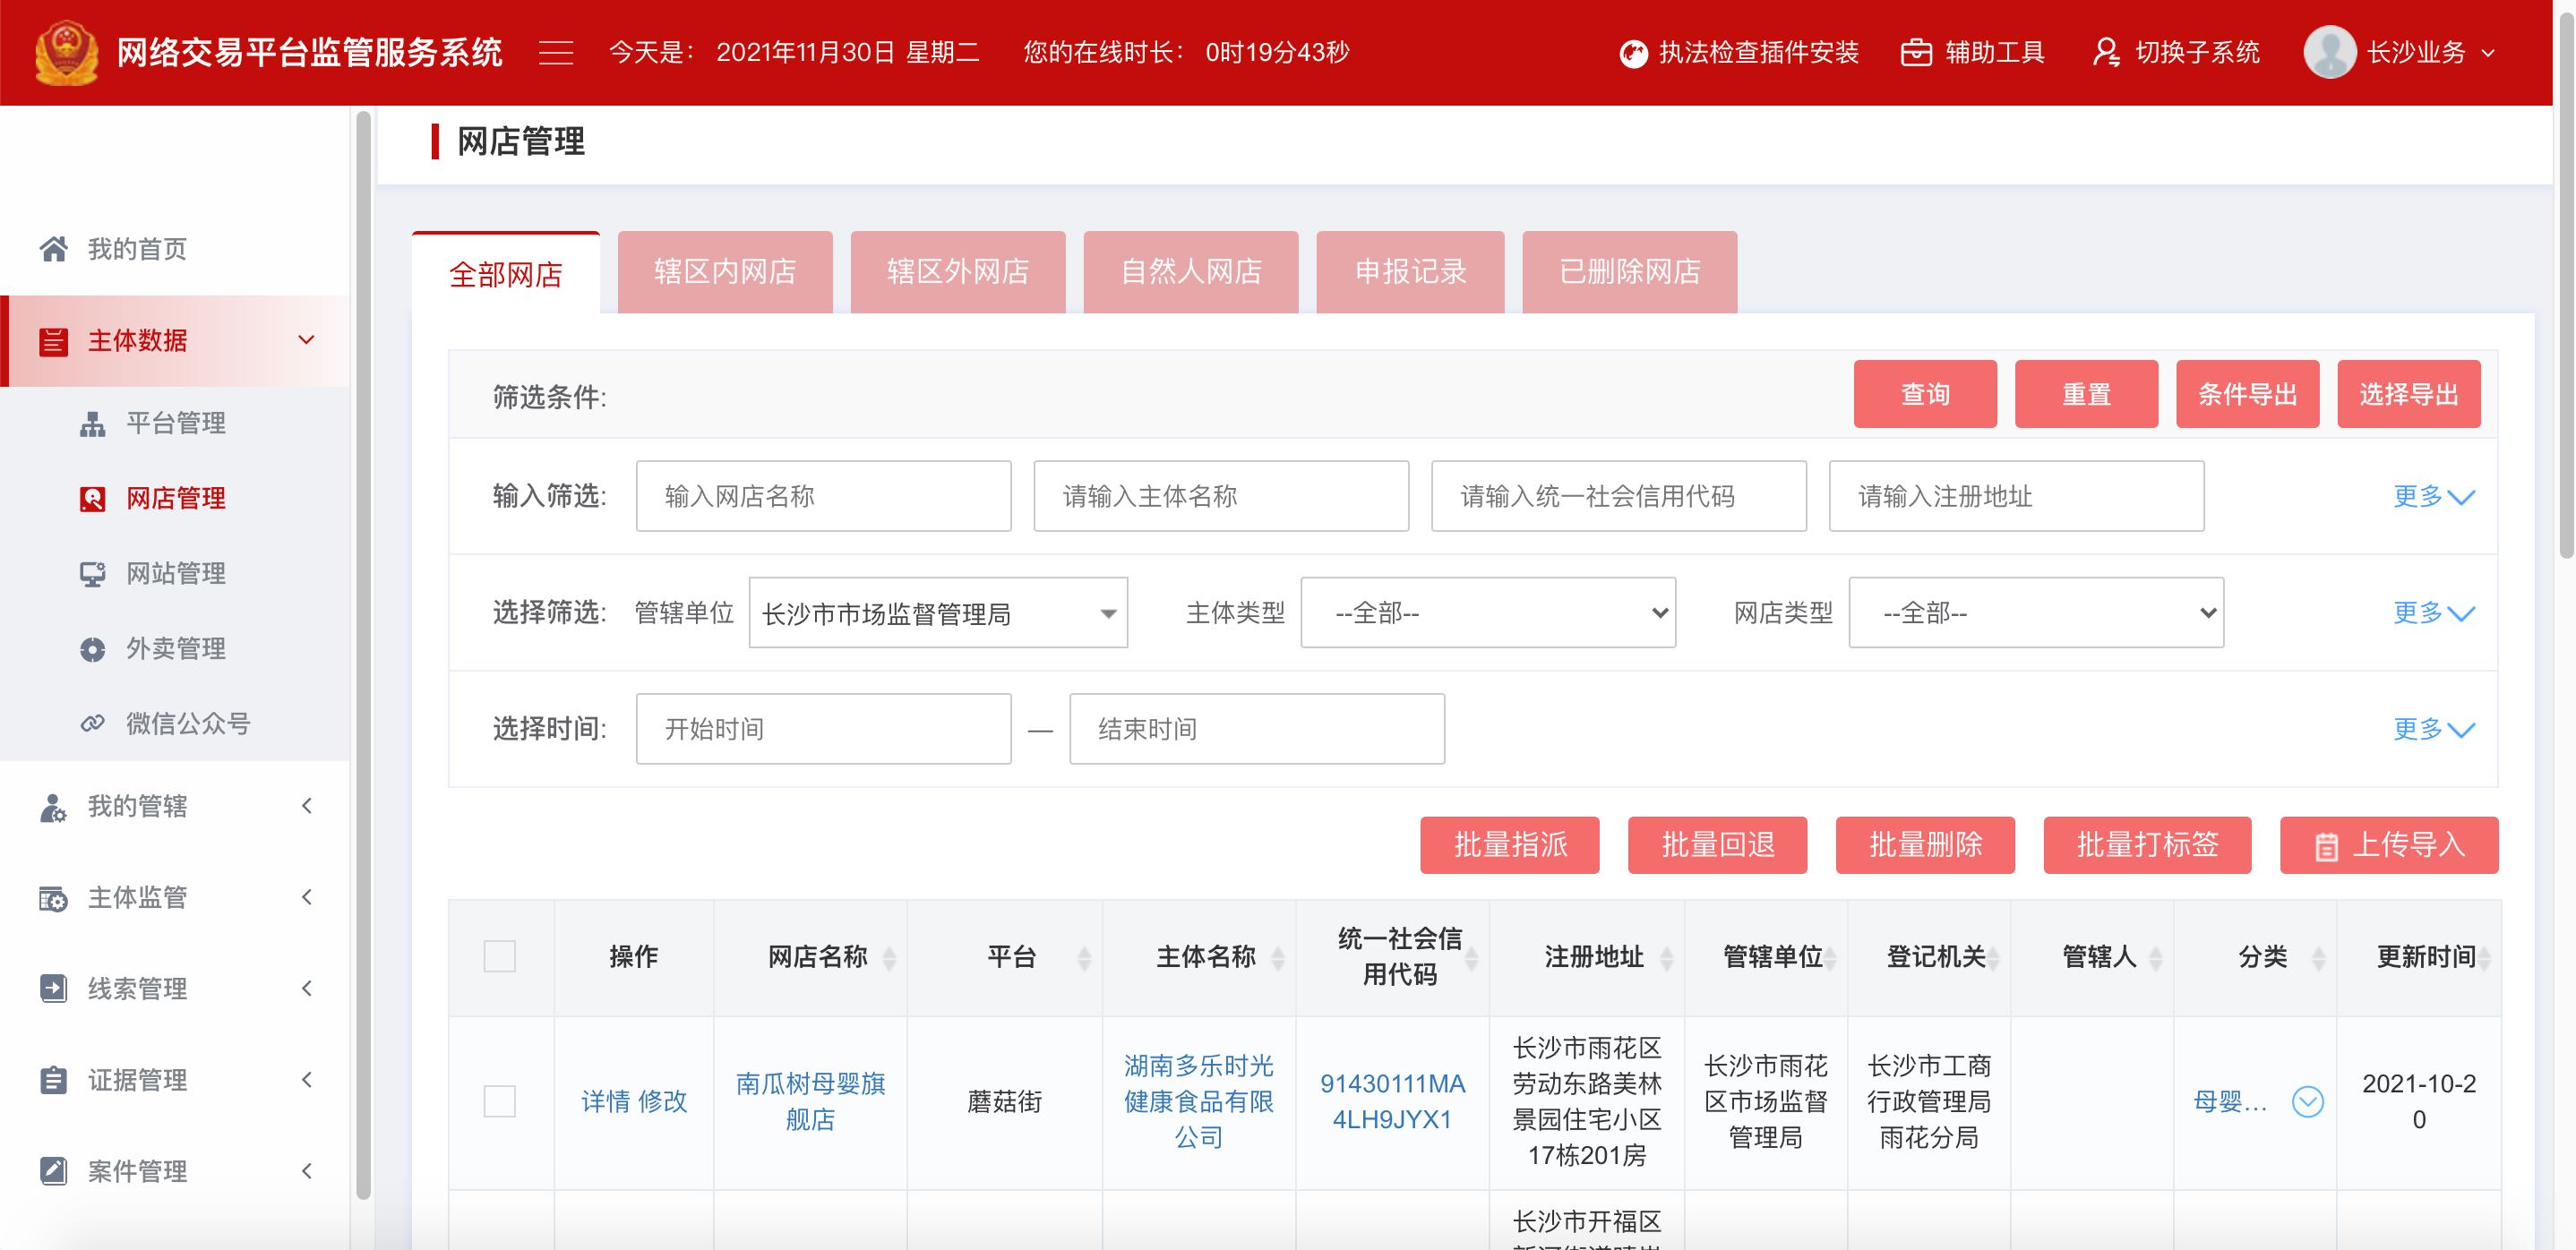 网络交易平台监管服务系统
今天是： 2021年11月30日 星期二 您的在线时长： 0时19分43秒
执法检查插件安装 辅助工具 切换子系统 长沙业务
网店管理
我的首页
主体数据
平台管理
网店管理
网站管理
外卖管理
微信公众号
我的管辖
主体监管
线索管理
证据管理
案件管理
全部网店 辖区内网店 辖区外网店 自然人网店 申报记录 已删除网店
筛选条件: 查询 重置 条件导出 选择导出
输入筛选: 输入网店名称 请输入主体名称 请输入统一社会信用代码 请输入注册地址 更多
选择筛选: 管辖单位 长沙市市场监督管理局 主体类型 --全部-- 网店类型 --全部-- 更多
选择时间: 开始时间 — 结束时间 更多
批量指派 批量回退 批量删除 批量打标签 上传导入
操作 网店名称 平台 主体名称 统一社会信
用代码 注册地址 管辖单位 登记机关 管辖人 分类 更新时间
详情 修改
南瓜树母婴旗
舰店
蘑菇街
湖南多乐时光
健康食品有限
公司
91430111MA
4LH9JYX1
长沙市雨花区
劳动东路美林
景园住宅小区
17栋201房
长沙市雨花
区市场监督
管理局
长沙市工商
行政管理局
雨花分局
母婴...
2021-10-2
0
长沙市开福区